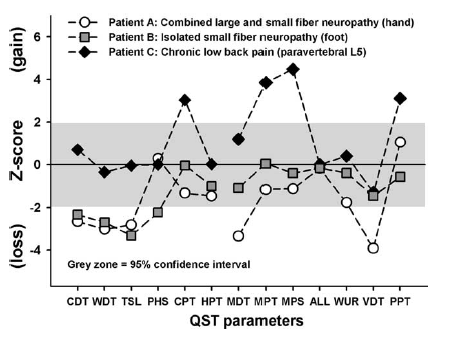 Patient A: Combined large and small fiber neuropathy (hand)
Patient B: Isolated small fiber neuropathy (foot)
Patient C: Chronic low back pain (paravertebral L5)
(gain)
Z-score
(loss)
6
4
2
0
-2
-4
Grey zone = 95% confidence interval
CDT WDT TSL PHS CPT HPT MDT MPT MPS ALL WUR VDT PPT
QST parameters